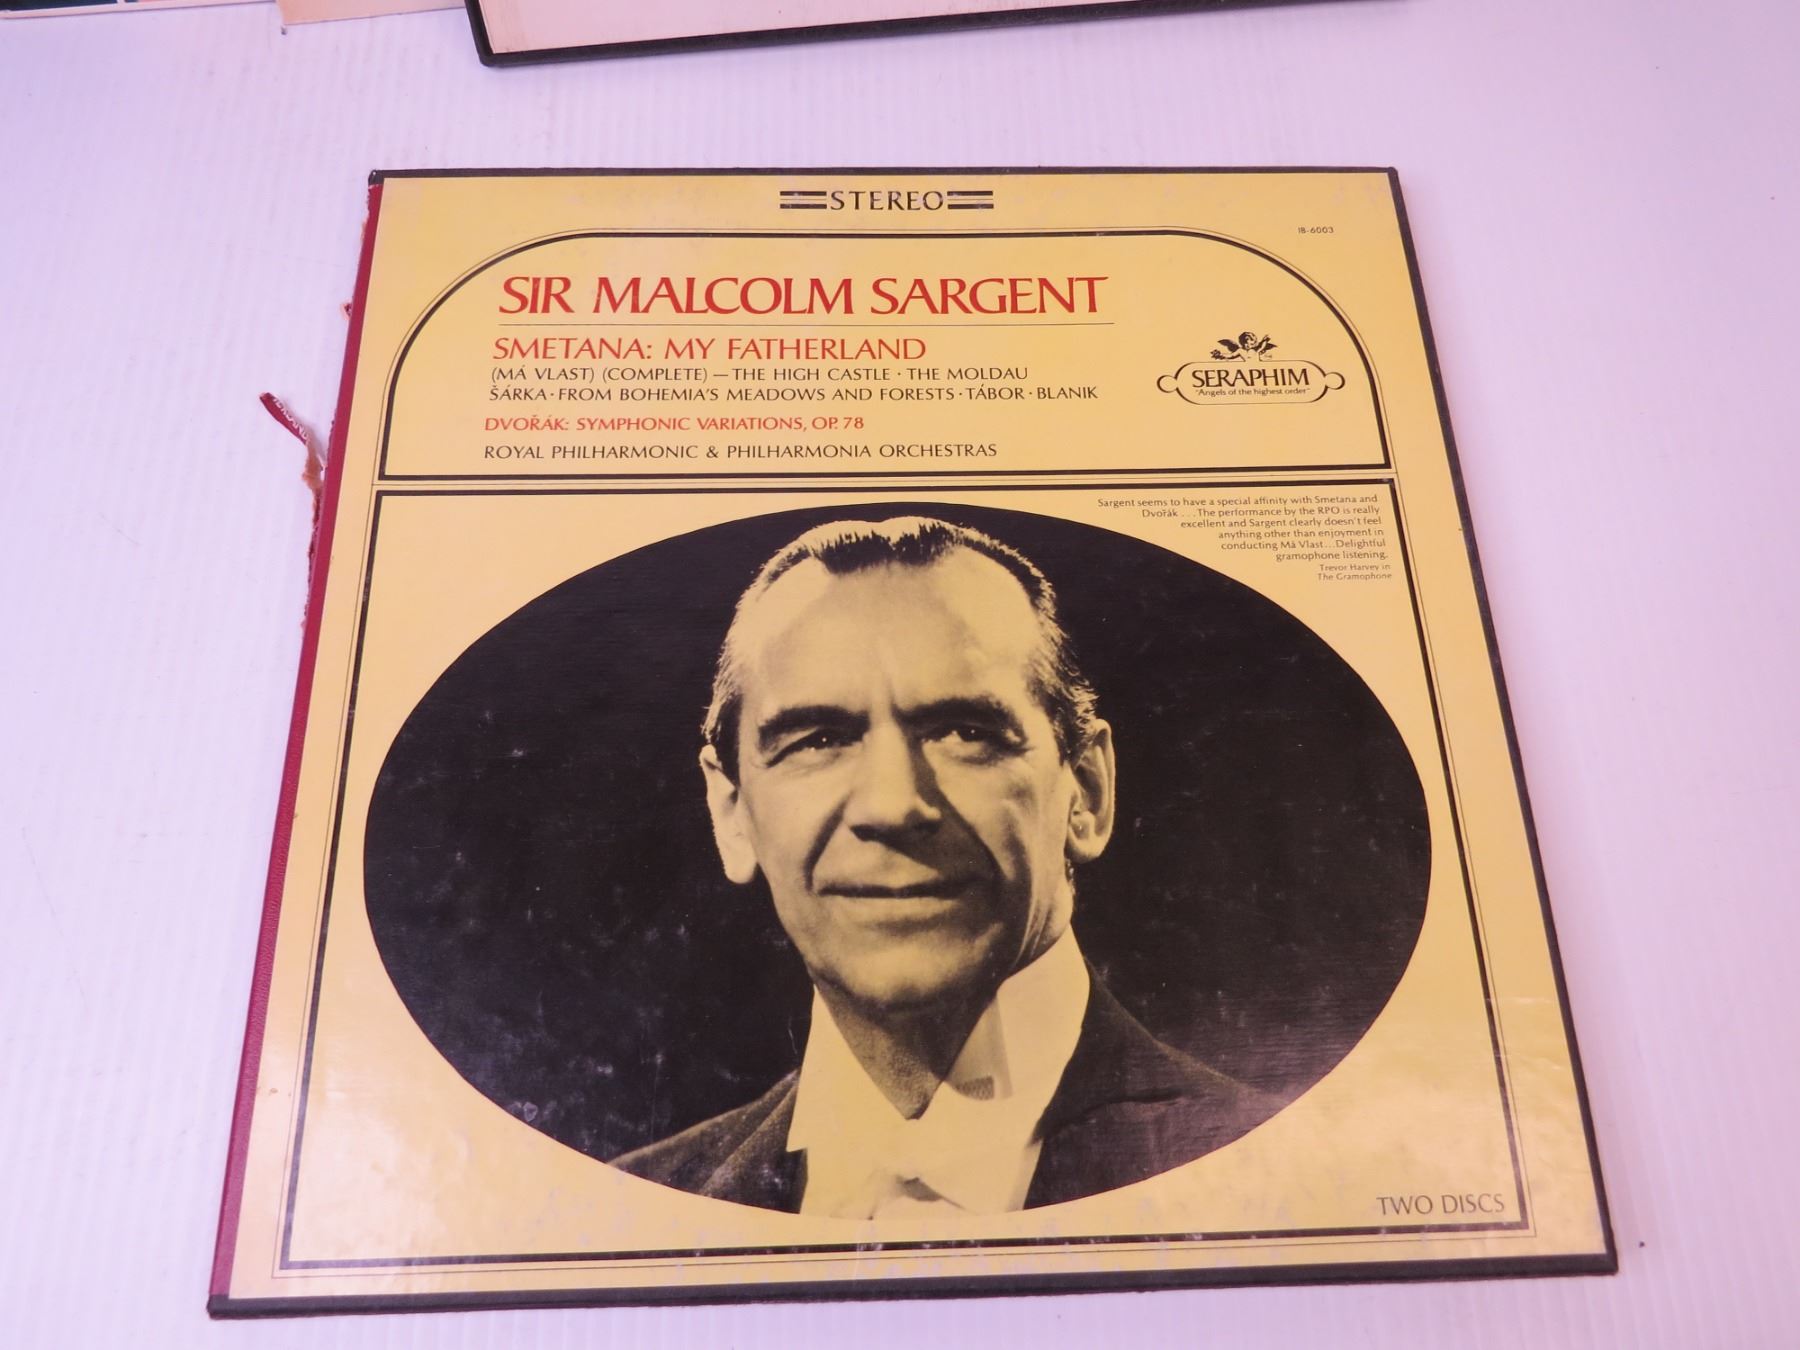 STEREO
IB-6003
SIR MALCOLM SARGENT
SMETANA: MY FATHERLAND
(MÁ VLAST) (COMPLETE) — THE HIGH CASTLE · THE MOLDAU
ŠÁRKA · FROM BOHEMIA'S MEADOWS AND FORESTS · TÁBOR · BLANIK
DVOŘÁK: SYMPHONIC VARIATIONS, OP. 78
ROYAL PHILHARMONIC & PHILHARMONIA ORCHESTRAS
SERAPHIM
"Angels of the highest order"
Sargent seems to have a special affinity with Smetana and
Dvořák . . . The performance by the RPO is really
excellent and Sargent clearly doesn't feel
anything other than enjoyment in
conducting Má Vlast . . . Delightful
gramophone listening.
Trevor Harvey in
The Gramophone
TWO DISCS